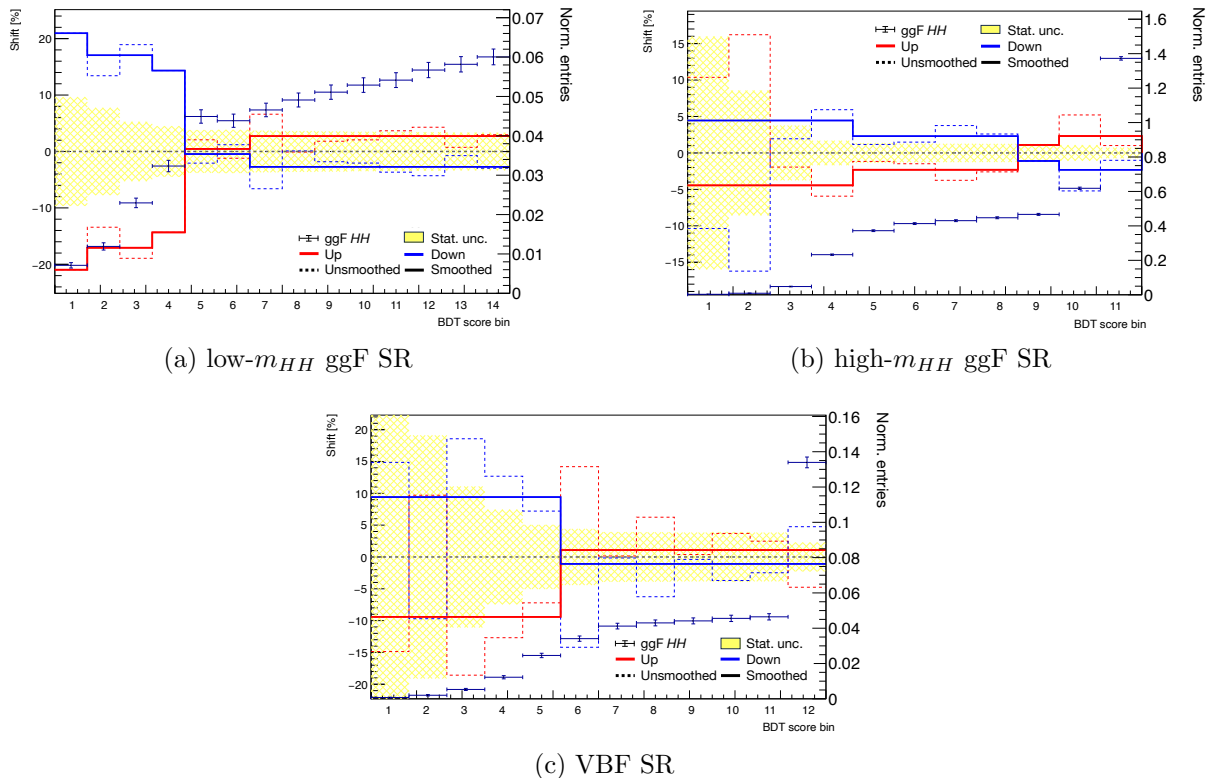 Shift [%]
20
10
0
−10
−20
0.07
0.06
0.05
0.04
0.03
0.02
0.01
0
Norm. entries
ggF HH
Stat. unc.
Up
Down
Unsmoothed
Smoothed
1 2 3 4 5 6 7 8 9 10 11 12 13 14
BDT score bin
(a) low-m_HH ggF SR
Shift [%]
15
10
5
0
−5
−10
−15
1.6
1.4
1.2
1
0.8
0.6
0.4
0.2
0
Norm. entries
ggF HH
Stat. unc.
Up
Down
Unsmoothed
Smoothed
1 2 3 4 5 6 7 8 9 10 11
BDT score bin
(b) high-m_HH ggF SR
Shift [%]
20
15
10
5
0
−5
−10
−15
−20
0.16
0.14
0.12
0.1
0.08
0.06
0.04
0.02
0
Norm. entries
ggF HH
Stat. unc.
Up
Down
Unsmoothed
Smoothed
1 2 3 4 5 6 7 8 9 10 11 12
BDT score bin
(c) VBF SR